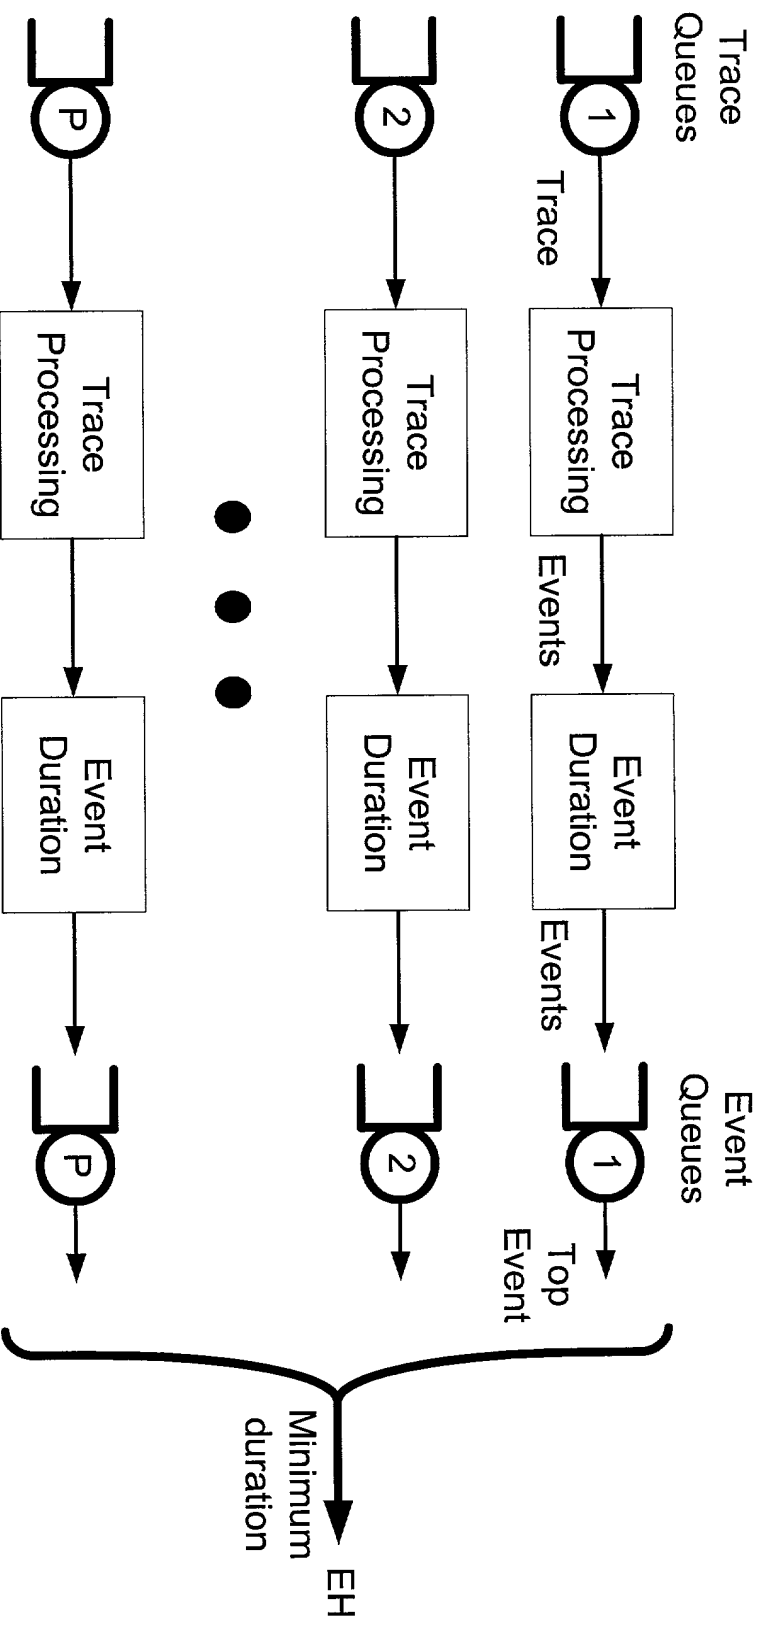 Trace
Queues
Event
Queues
1
Trace
Trace
Processing
Events
Event
Duration
Events
1
Top
Event
2
Trace
Processing
Event
Duration
2
Minimum
duration
EH
P
Trace
Processing
Event
Duration
P